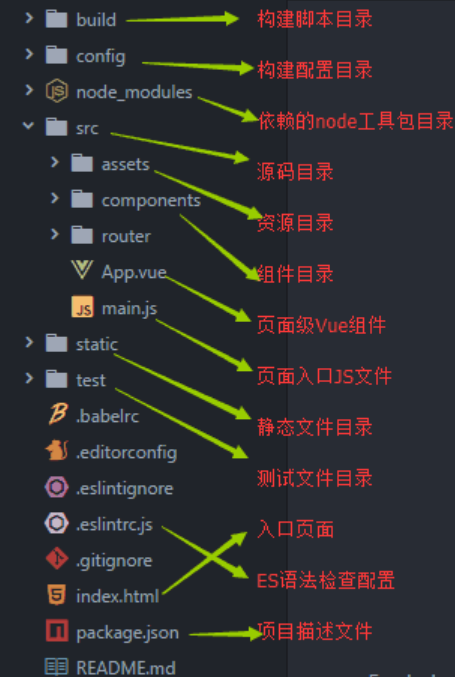 build 构建脚本目录
config 构建配置目录
node_modules 依赖的node工具包目录
src 源码目录
assets 资源目录
components 组件目录
router
App.vue 页面级Vue组件
main.js 页面入口JS文件
static 静态文件目录
test 测试文件目录
.babelrc
.editorconfig
.eslintignore 入口页面
.eslintrc.js ES语法检查配置
.gitignore
index.html
package.json 项目描述文件
README.md